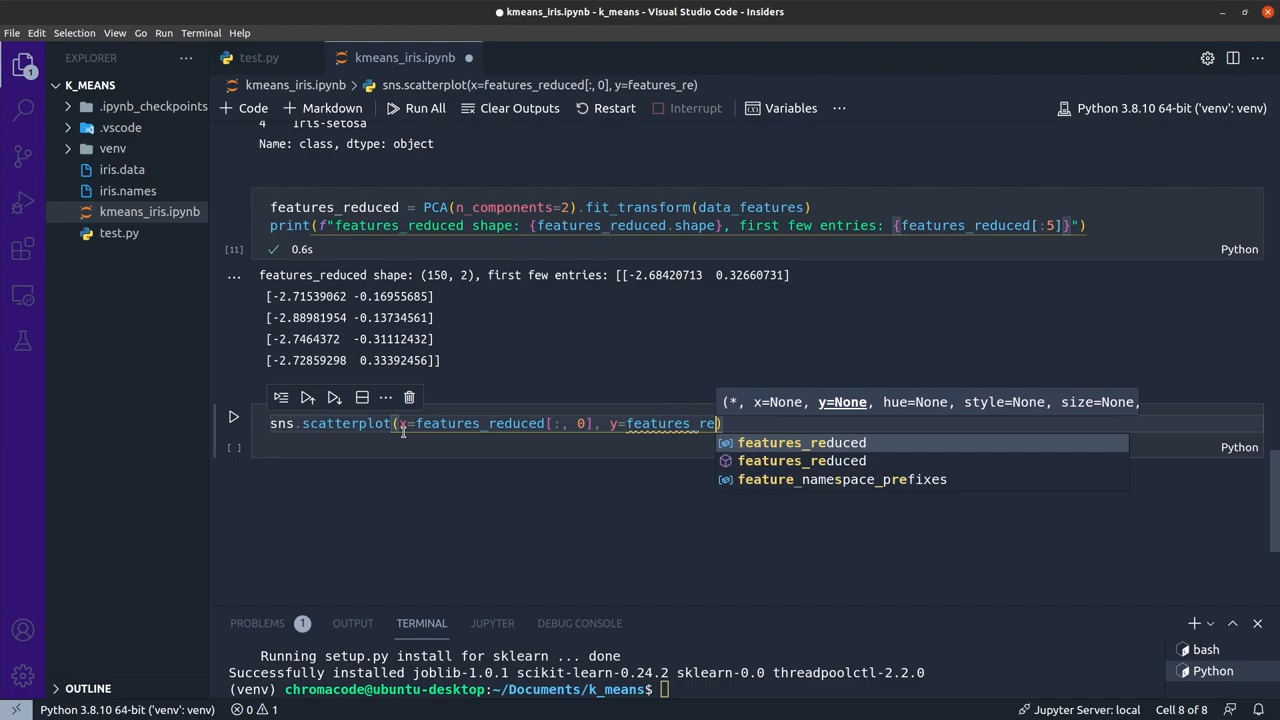 kmeans_iris.ipynb - k_means - Visual Studio Code - Insiders
File Edit Selection View Go Run Terminal Help
EXPLORER
test.py
kmeans_iris.ipynb
1
K_MEANS
kmeans_iris.ipynb > sns.scatterplot(x=features_reduced[:, 0], y=features_re)
.ipynb_checkpoints
+ Code + Markdown Run All Clear Outputs Restart Interrupt Variables Python 3.8.10 64-bit ('venv': venv)
.vscode
venv
iris.data
iris.names
kmeans_iris.ipynb
test.py
4 Iris-setosa
Name: class, dtype: object
features_reduced = PCA(n_components=2).fit_transform(data_features)
print(f"features_reduced shape: {features_reduced.shape}, first few entries: {features_reduced[:5]}")
[11] 0.6s Python
features_reduced shape: (150, 2), first few entries: [[-2.68420713 0.32660731]
[-2.71539062 -0.16955685]
[-2.88981954 -0.13734561]
[-2.7464372 -0.31112432]
[-2.72859298 0.33392456]]
(*, x=None, y=None, hue=None, style=None, size=None,
sns.scatterplot(x=features_reduced[:, 0], y=features_re)
features_reduced
[ ] Python
features_reduced
feature_namespace_prefixes
PROBLEMS 1 OUTPUT TERMINAL JUPYTER DEBUG CONSOLE
Running setup.py install for sklearn ... done
Successfully installed joblib-1.0.1 scikit-learn-0.24.2 sklearn-0.0 threadpoolctl-2.2.0
(venv) chromacode@ubuntu-desktop:~/Documents/k_means$
bash
Python
OUTLINE
Python 3.8.10 64-bit ('venv': venv) 0 1 Jupyter Server: local Cell 8 of 8